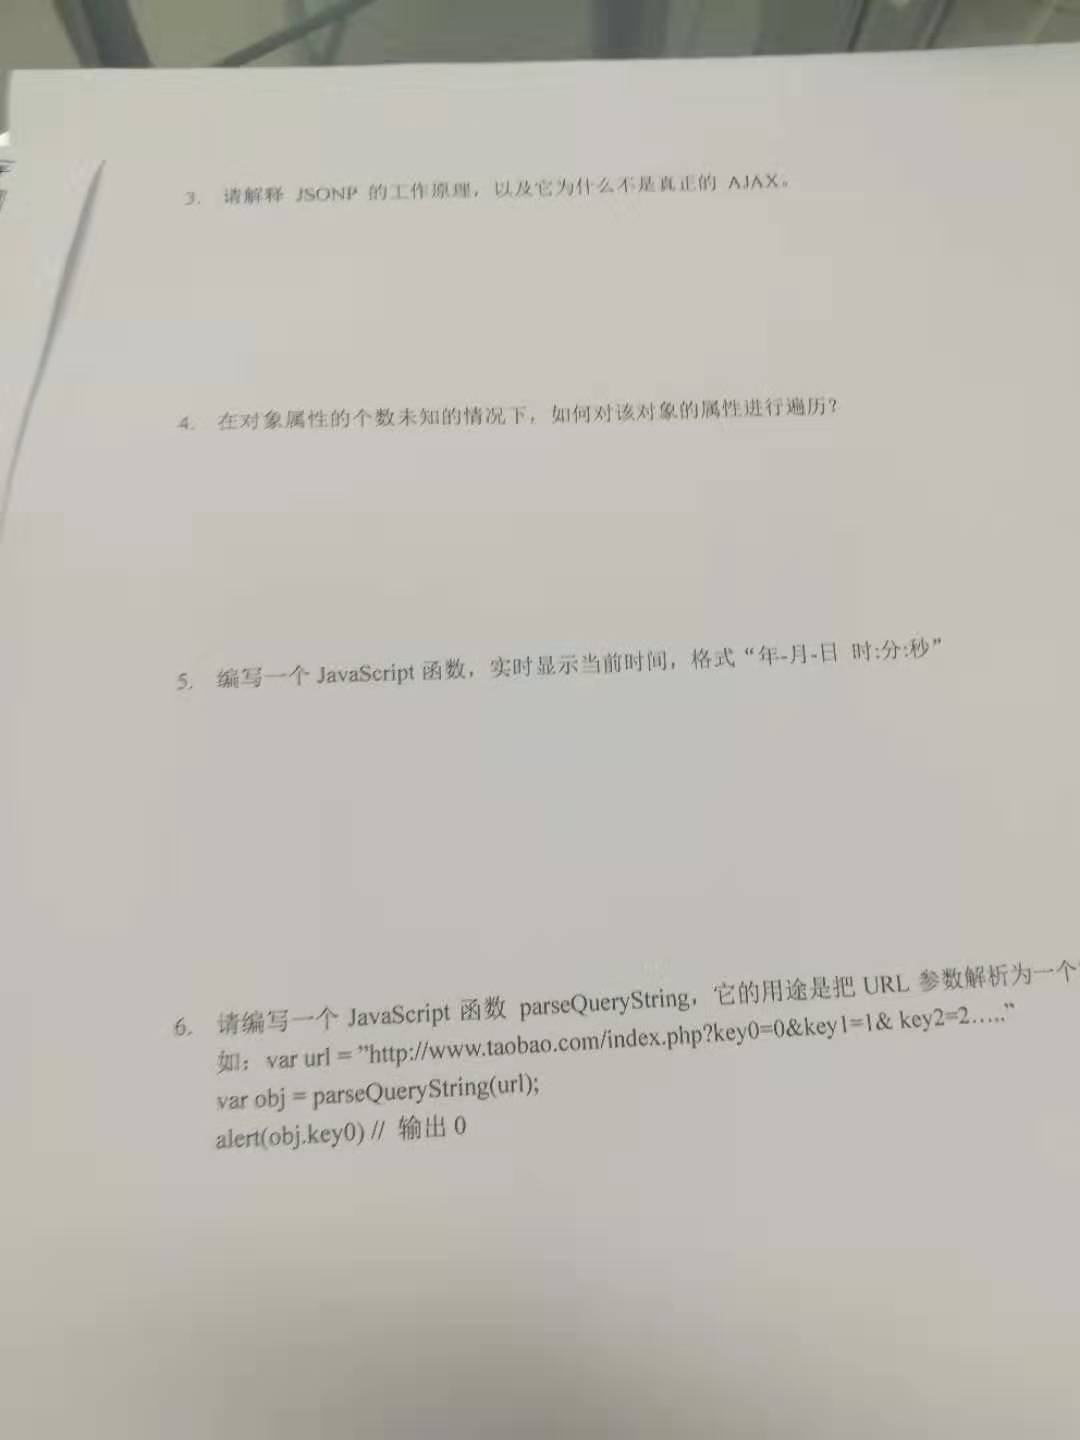 3. 请解释 JSONP 的工作原理，以及它为什么不是真正的 AJAX。
4. 在对象属性的个数未知的情况下，如何对该对象的属性进行遍历？
5. 编写一个 JavaScript 函数，实时显示当前时间，格式“年-月-日 时:分:秒”
6. 请编写一个 JavaScript 函数 parseQueryString，它的用途是把 URL 参数解析为一个
如：var url = ”http://www.taobao.com/index.php?key0=0&key1=1& key2=2…..”
var obj = parseQueryString(url);
alert(obj.key0) // 输出 0